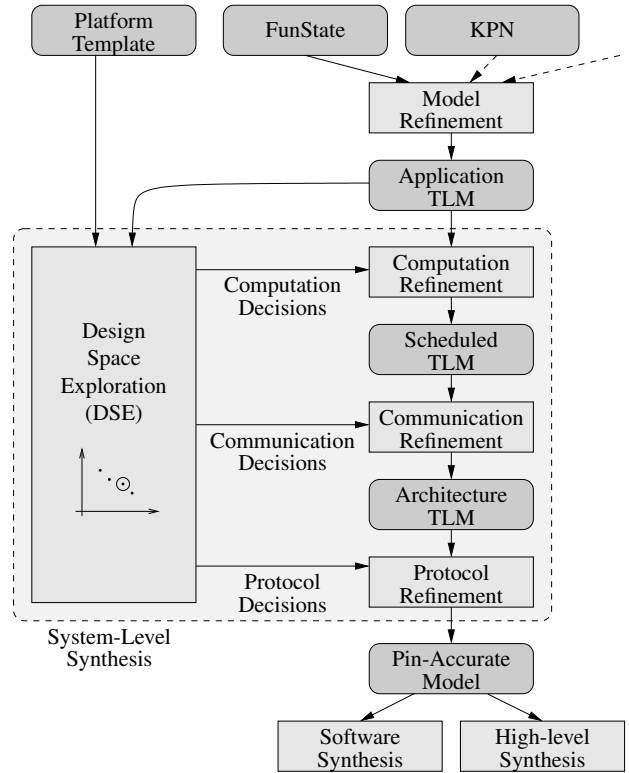 Platform
Template
FunState
KPN
Model
Refinement
Application
TLM
Computation
Decisions
Computation
Refinement
Design
Space
Exploration
(DSE)
Scheduled
TLM
Communication
Decisions
Communication
Refinement
Architecture
TLM
Protocol
Decisions
Protocol
Refinement
System-Level
Synthesis
Pin-Accurate
Model
Software
Synthesis
High-level
Synthesis